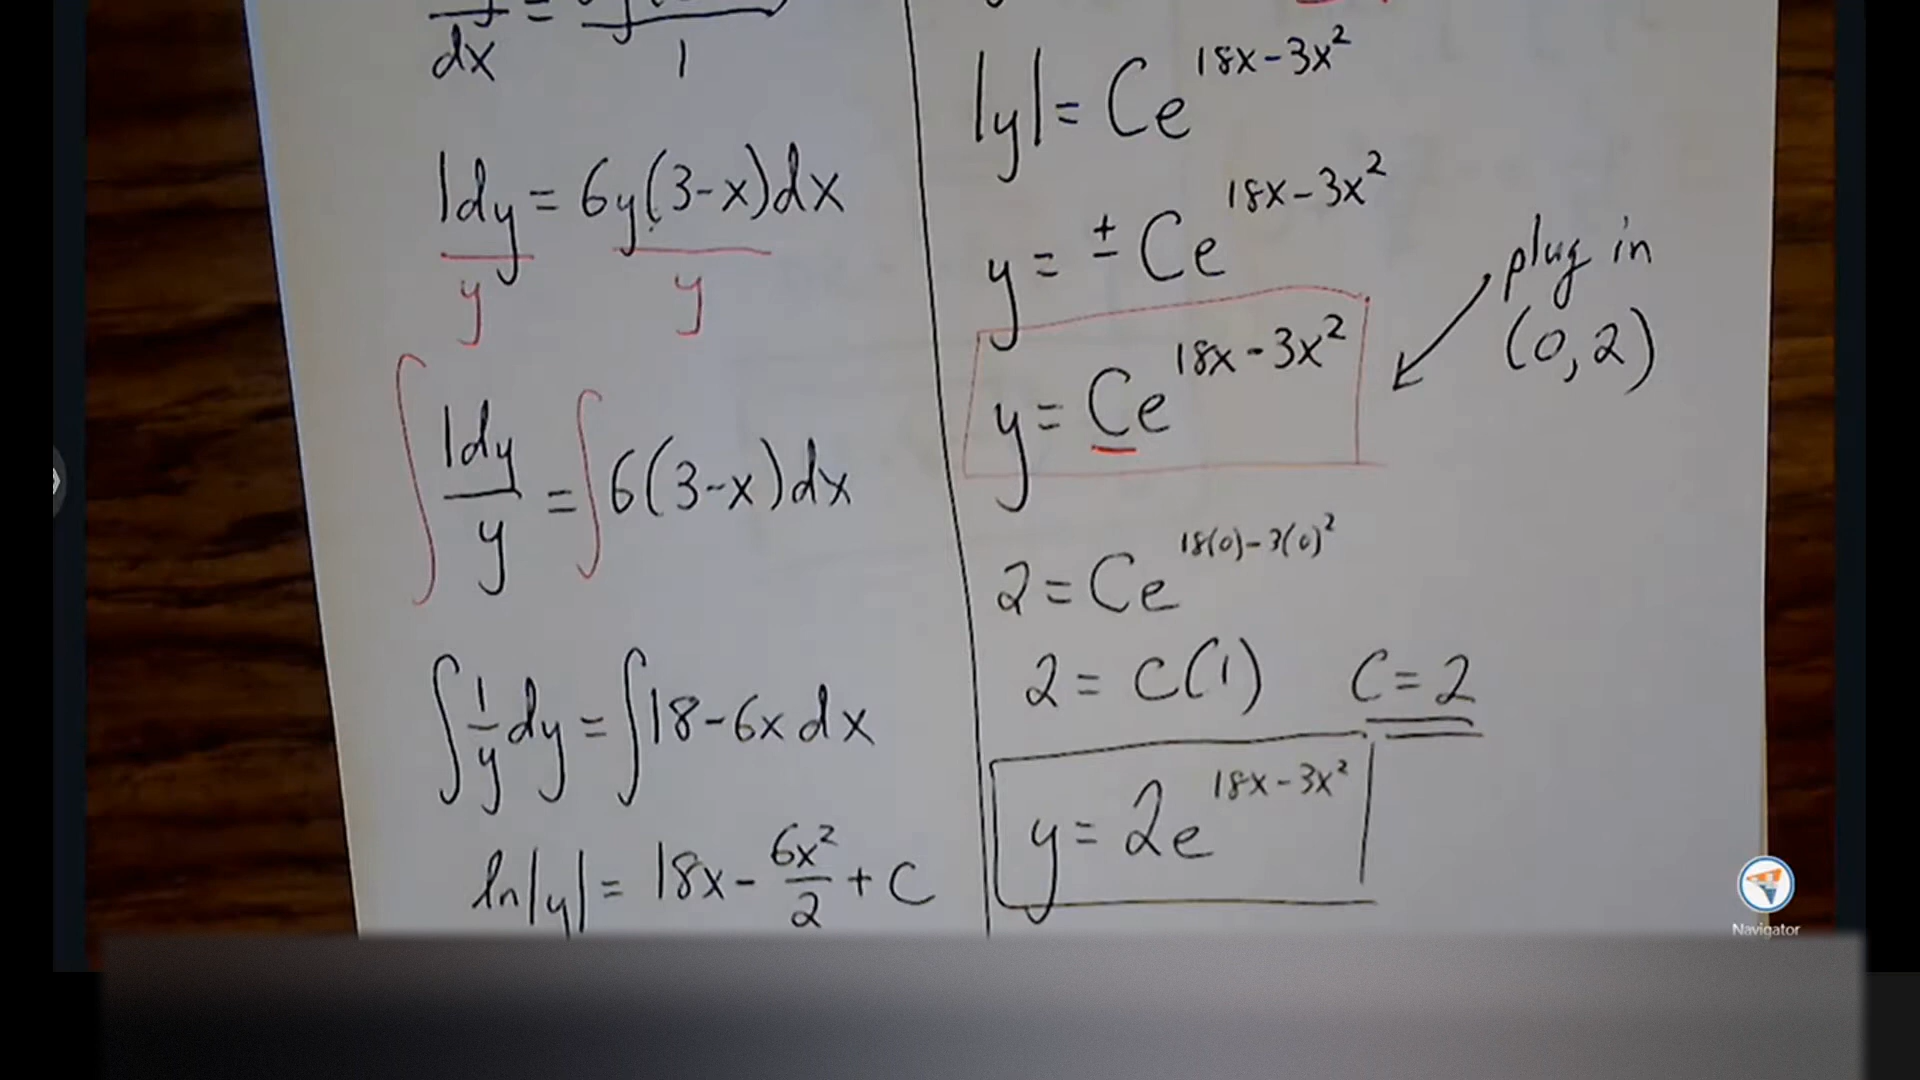 dx
1
|y| = Ce^{18x-3x²}
1dy = 6y(3-x)dx
y y
y = ± Ce^{18x-3x²}
plug in
(0,2)
y = Ce^{18x-3x²}
∫ 1dy/y = ∫ 6(3-x)dx
2 = Ce^{18(0)-3(0)²}
2 = C(1) C = 2
∫ 1/y dy = ∫ 18-6x dx
y = 2e^{18x-3x²}
ln|y| = 18x - 6x²/2 + C
Navigator